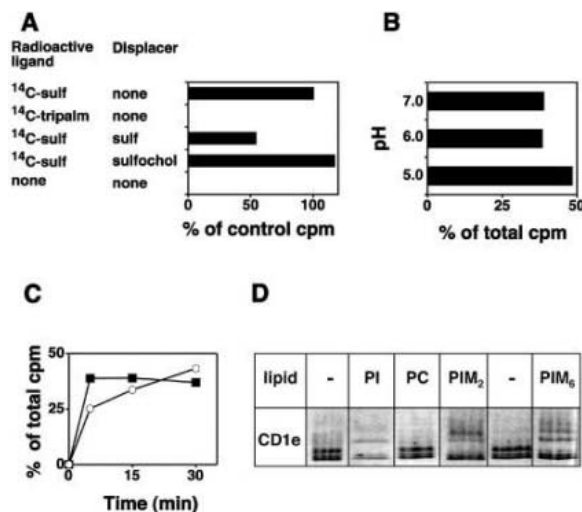 A
Radioactive ligand Displacer
¹⁴C-sulf none
¹⁴C-tripalm none
¹⁴C-sulf sulf
¹⁴C-sulf sulfochol
none none
0 50 100
% of control cpm
B
pH
7.0
6.0
5.0
0 25 50
% of total cpm
C
% of total cpm
50
25
0
0 15 30
Time (min)
D
lipid - PI PC PIM₂ - PIM₆
CD1e